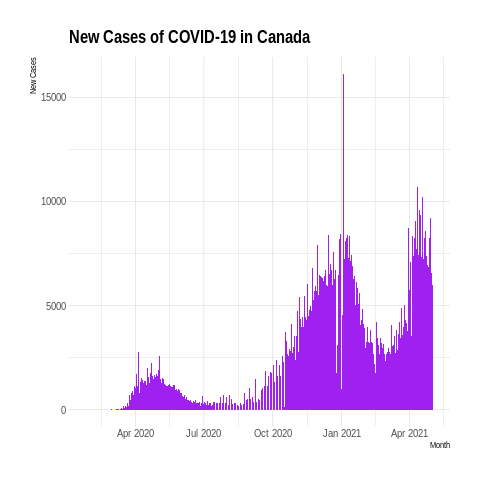 New Cases of COVID-19 in Canada
New Cases
15000
10000
5000
0
Apr 2020 Jul 2020 Oct 2020 Jan 2021 Apr 2021
Month